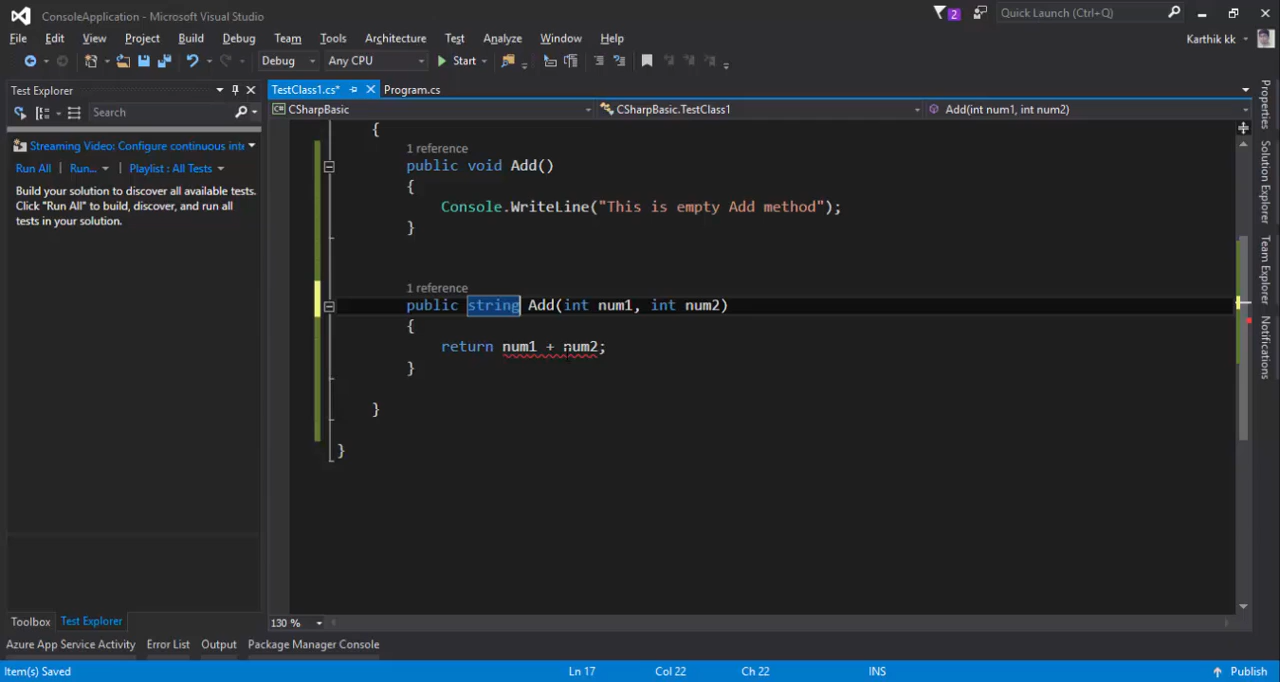 ConsoleApplication - Microsoft Visual Studio
2
Quick Launch (Ctrl+Q)
File Edit View Project Build Debug Team Tools Architecture Test Analyze Window Help
Karthik kk
Debug Any CPU Start
Test Explorer
TestClass1.cs* Program.cs
Search
CSharpBasic CSharpBasic.TestClass1 Add(int num1, int num2)
Streaming Video: Configure continuous inte
Run All Run... Playlist : All Tests
Build your solution to discover all available tests.
Click "Run All" to build, discover, and run all
tests in your solution.
{
1 reference
public void Add()
{
Console.WriteLine("This is empty Add method");
}
1 reference
public string Add(int num1, int num2)
{
return num1 + num2;
}
}
}
Properties
Solution Explorer
Team Explorer
Notifications
130 %
Toolbox Test Explorer
Azure App Service Activity Error List Output Package Manager Console
Item(s) Saved Ln 17 Col 22 Ch 22 INS Publish